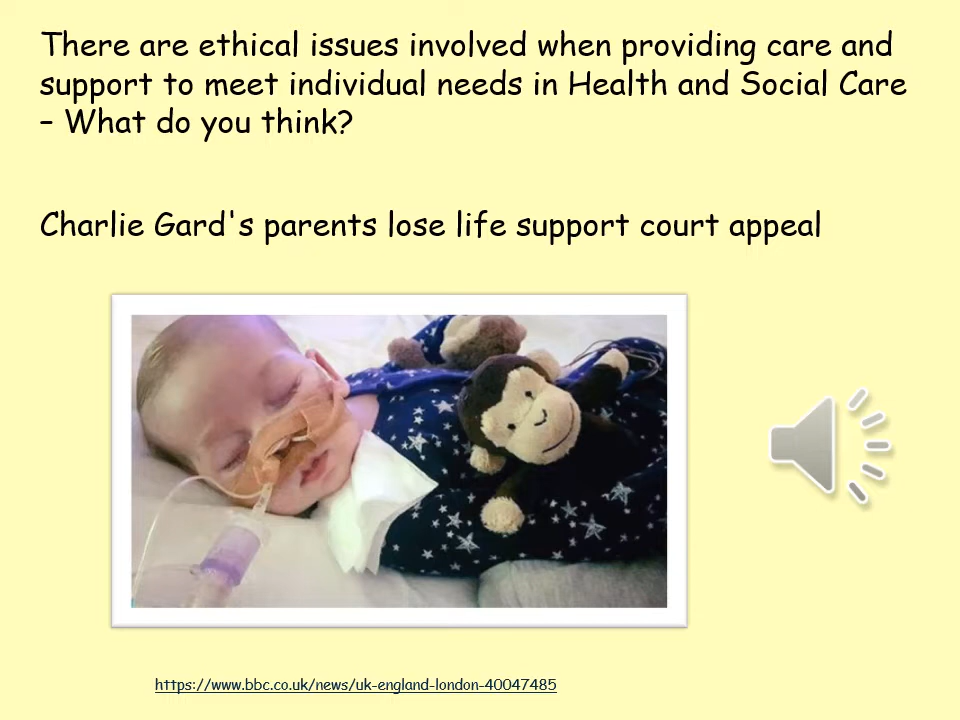 There are ethical issues involved when providing care and
support to meet individual needs in Health and Social Care
– What do you think?
Charlie Gard's parents lose life support court appeal
https://www.bbc.co.uk/news/uk-england-london-40047485